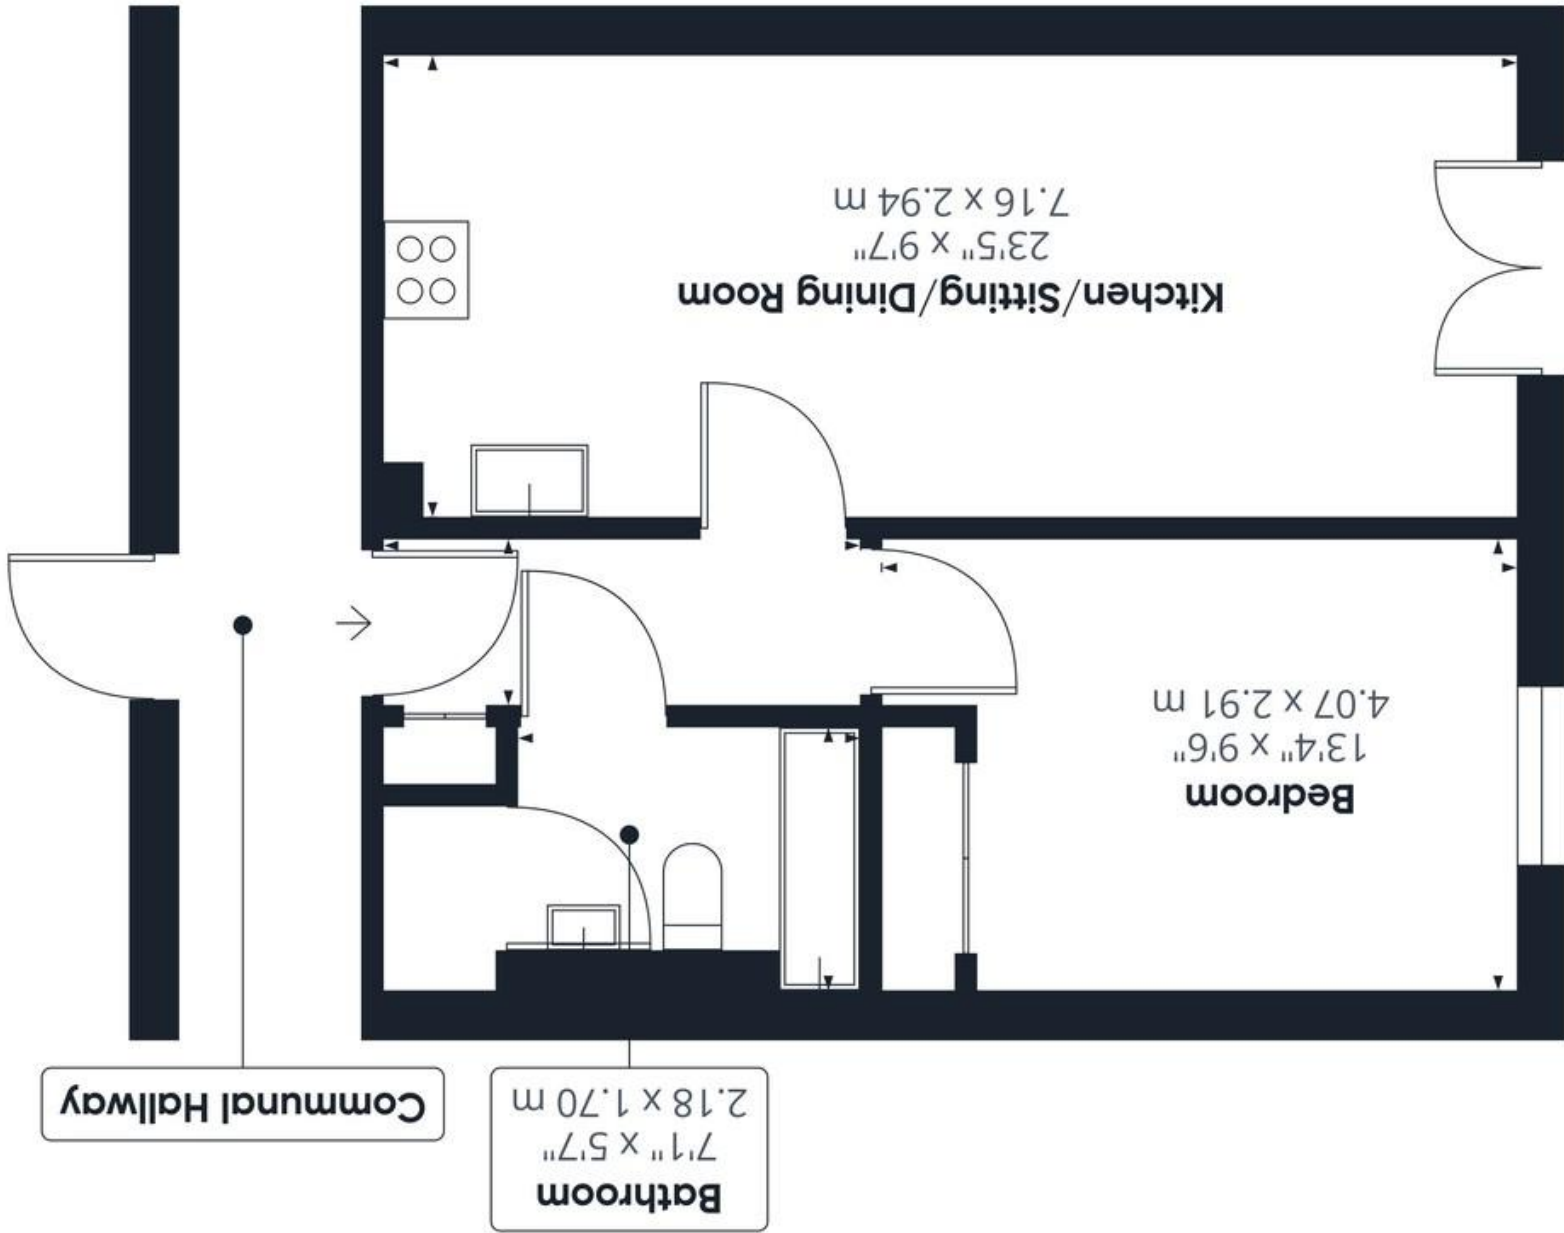 Bathroom
7'1" x 5'7"
2.18 x 1.70 m
Communal Hallway
Bedroom
13'4" x 9'6"
4.07 x 2.91 m
Kitchen/Sitting/Dining Room
23'5" x 9'7"
7.16 x 2.94 m